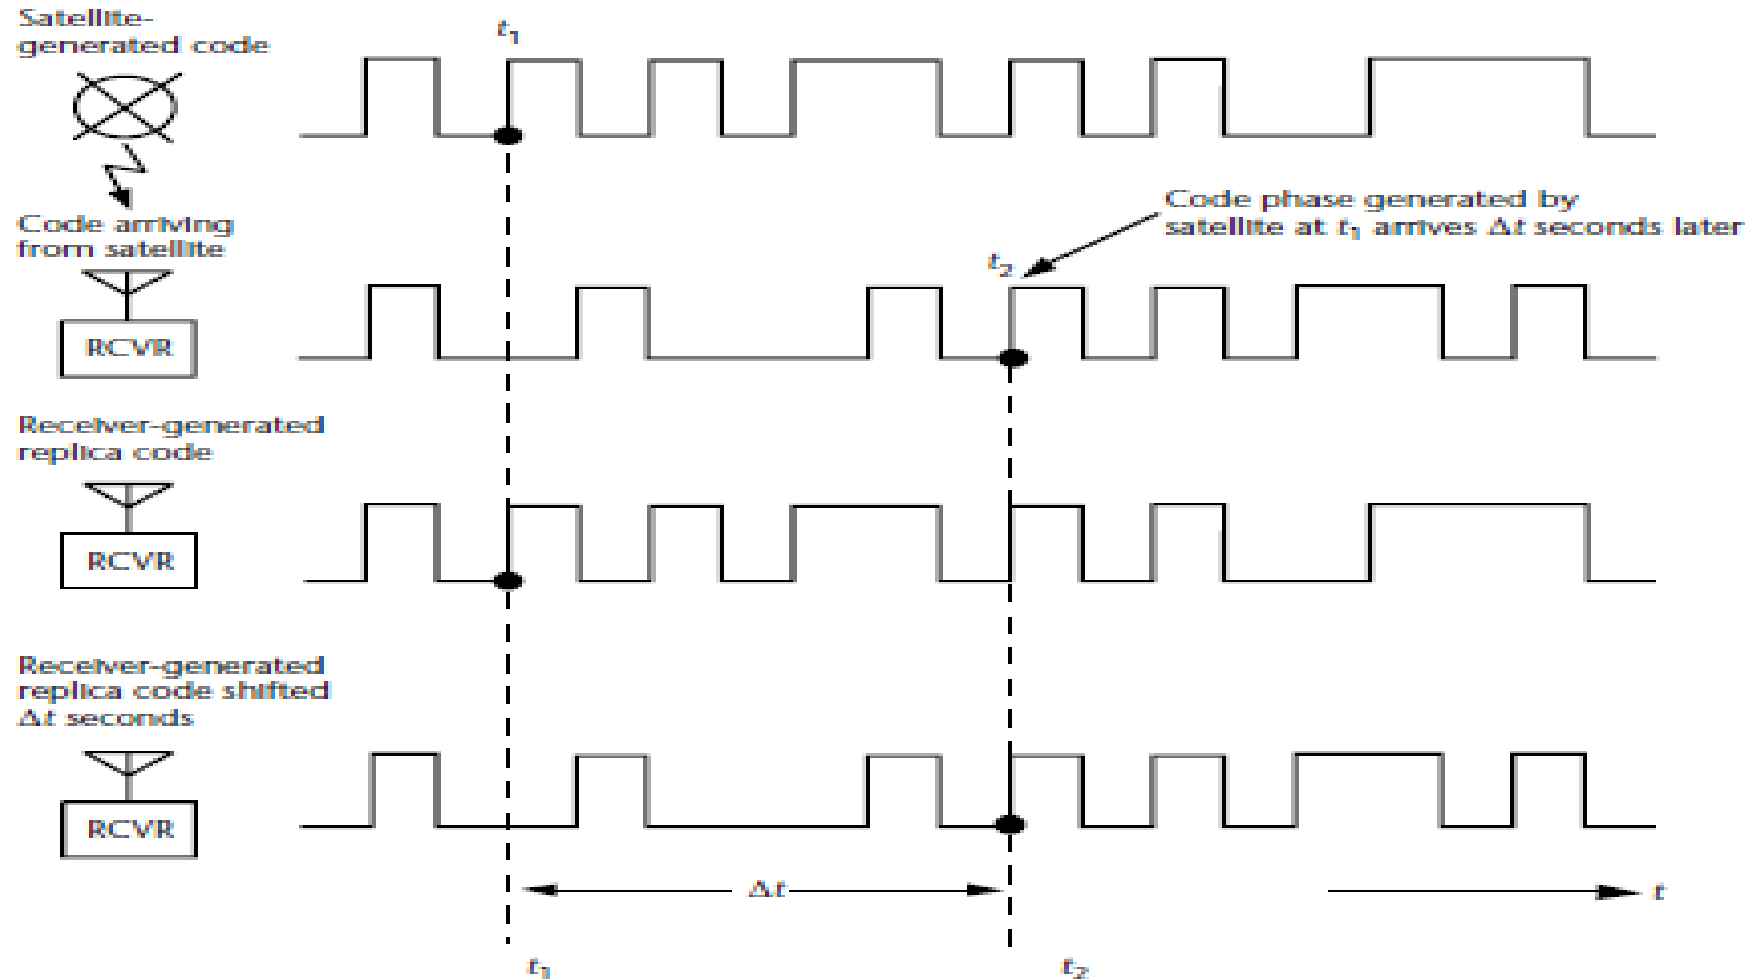 Satellite-
generated code
t1
Code arriving
from satellite
Code phase generated by
satellite at t1 arrives Δt seconds later
t2
RCVR
Receiver-generated
replica code
RCVR
Receiver-generated
replica code shifted
Δt seconds
RCVR
Δt
t
t1
t2